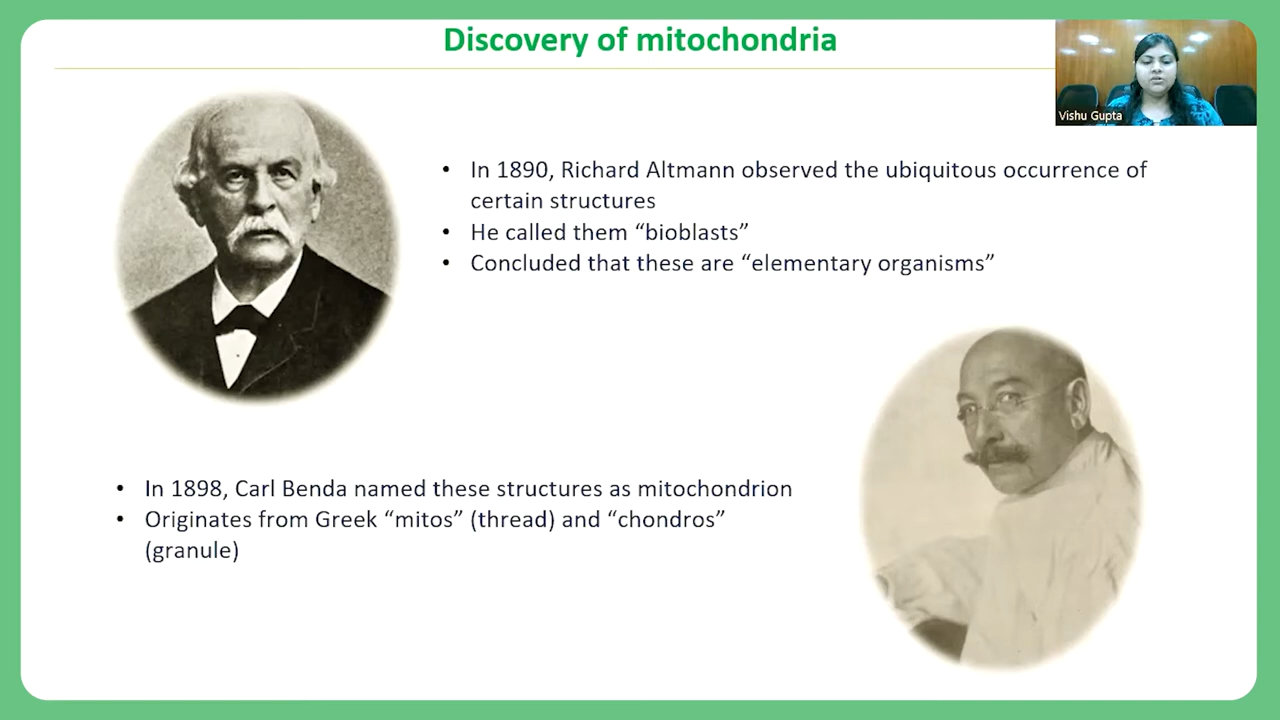 Discovery of mitochondria
Vishu Gupta
• In 1890, Richard Altmann observed the ubiquitous occurrence of
certain structures
• He called them “bioblasts”
• Concluded that these are “elementary organisms”
• In 1898, Carl Benda named these structures as mitochondrion
• Originates from Greek “mitos” (thread) and “chondros”
(granule)